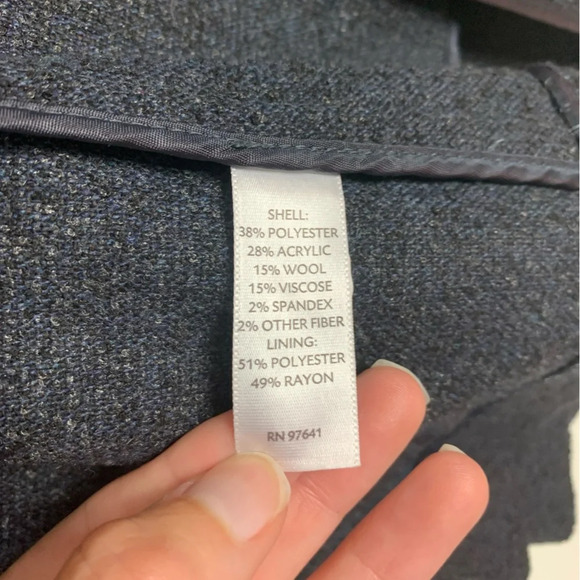 SHELL:
38% POLYESTER
28% ACRYLIC
15% WOOL
15% VISCOSE
2% SPANDEX
2% OTHER FIBER
LINING:
51% POLYESTER
49% RAYON
RN 97641